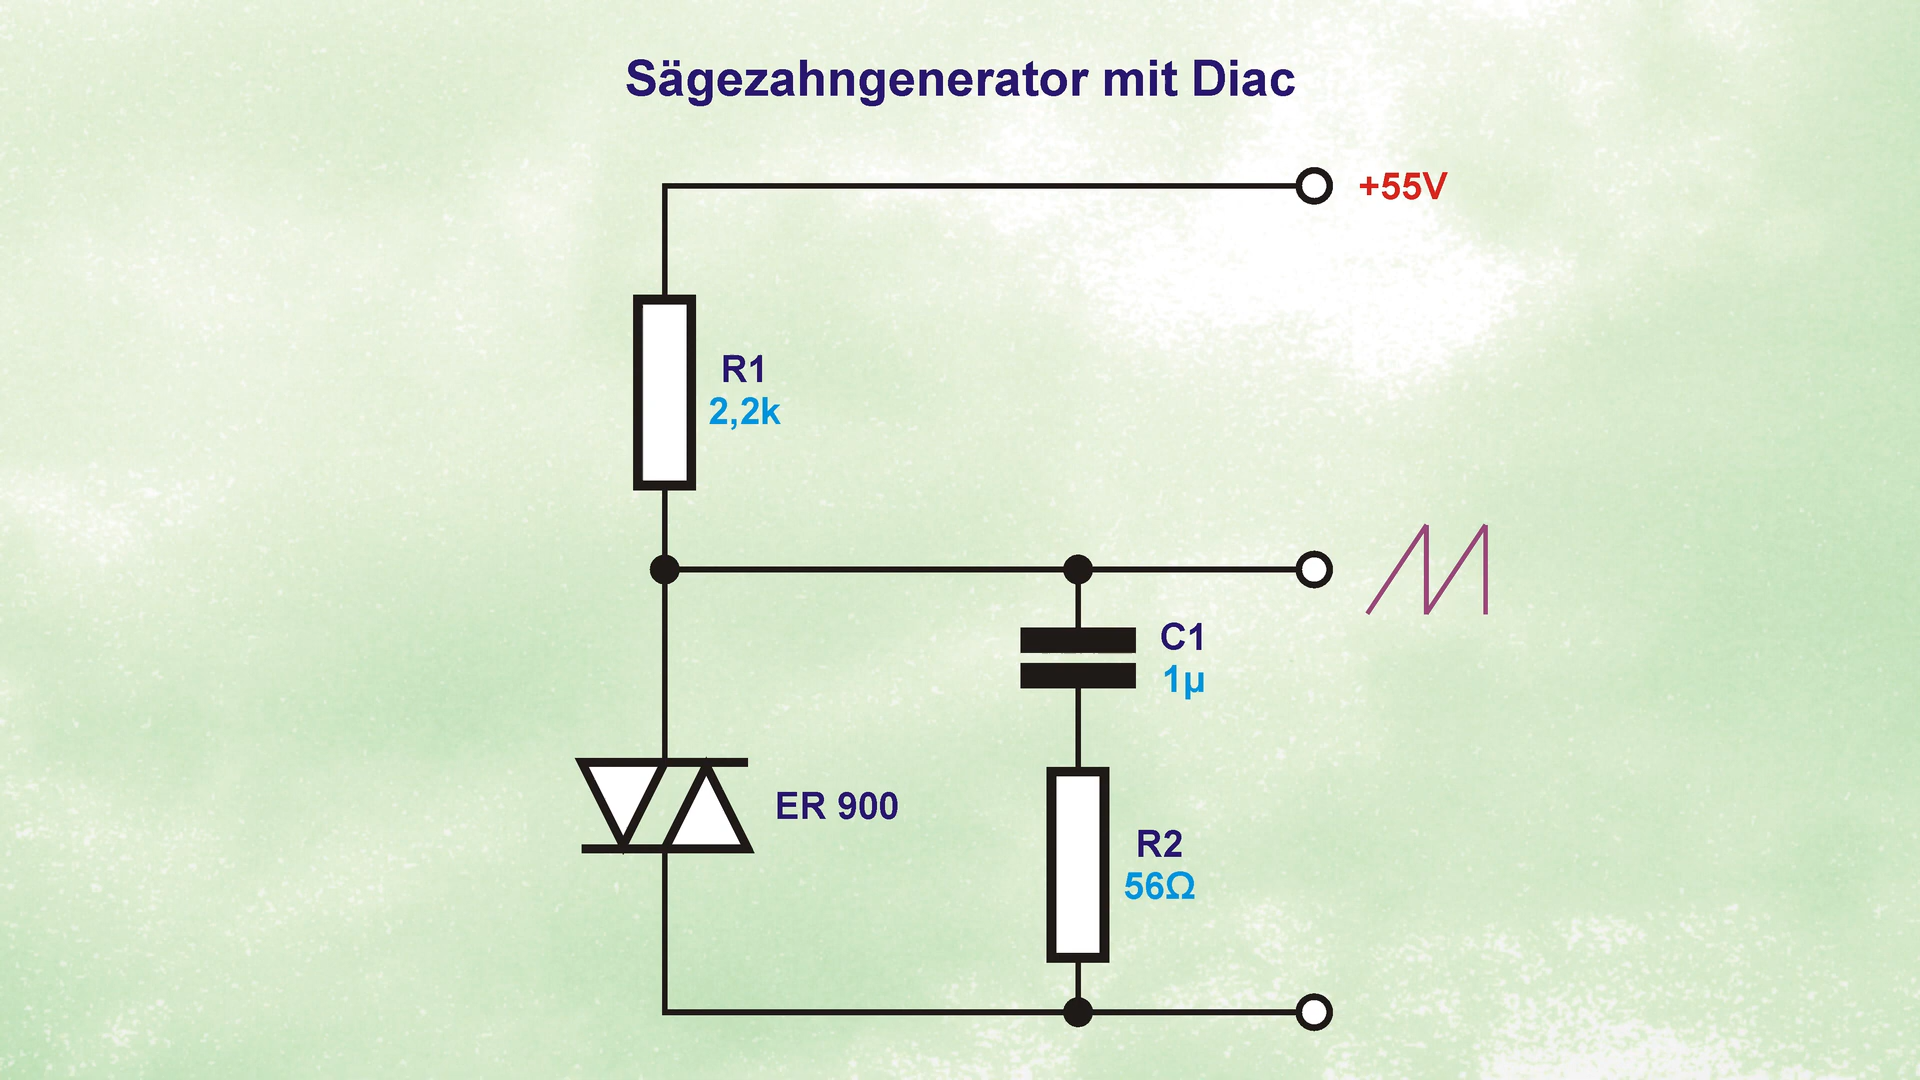 Sägezahngenerator mit Diac
+55V
R1
2,2k
C1
1µ
ER 900
R2
56Ω